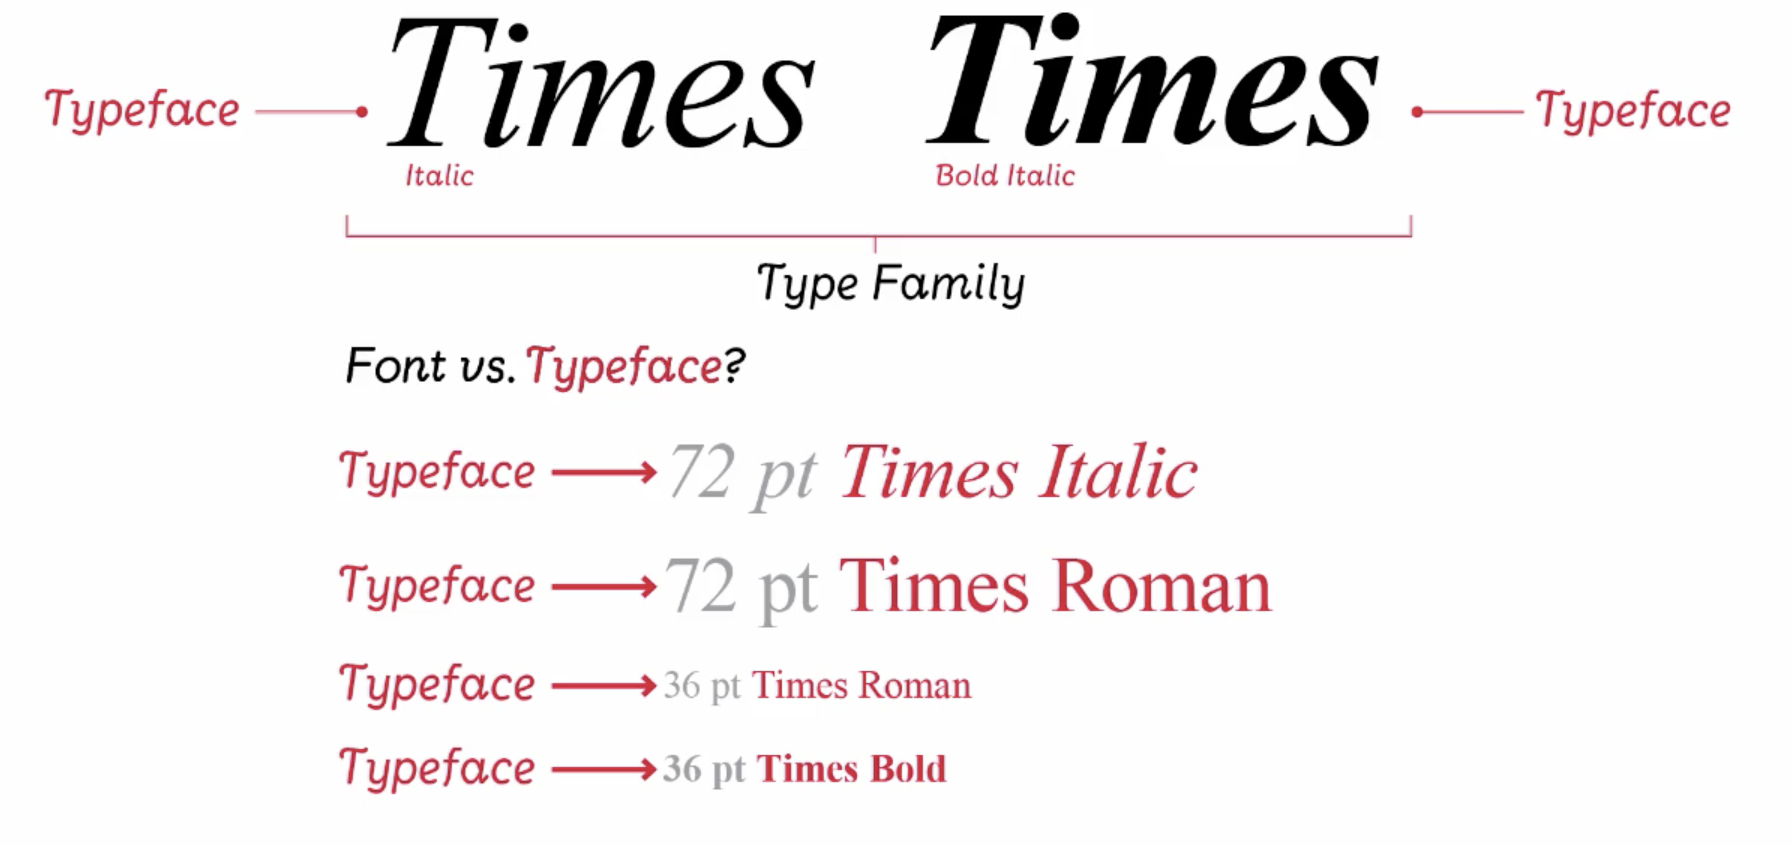 Times Times
Typeface Typeface
Italic Bold Italic
Type Family
Font vs. Typeface?
Typeface 72 pt Times Italic
Typeface 72 pt Times Roman
Typeface 36 pt Times Roman
Typeface 36 pt Times Bold